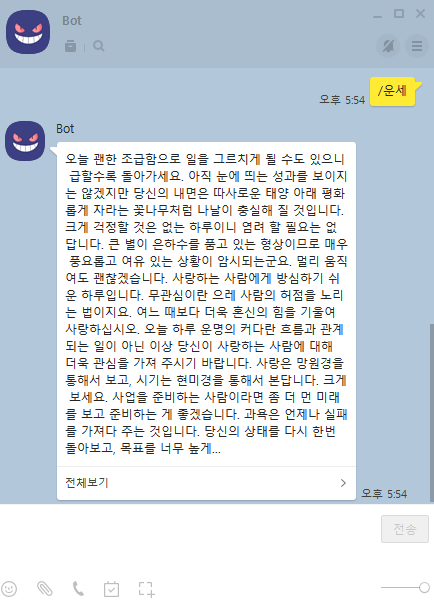 Bot
/운세
오후 5:54
Bot
오늘 괜한 조급함으로 일을 그르치게 될 수도 있으니
급할수록 돌아가세요. 아직 눈에 띄는 성과를 보이지
는 않겠지만 당신의 내면은 따사로운 태양 아래 평화
롭게 자라는 꽃나무처럼 나날이 충실해 질 것입니다.
크게 걱정할 것은 없는 하루이니 염려 할 필요는 없
답니다. 큰 별이 은하수를 품고 있는 형상이므로 매우
풍요롭고 여유 있는 상황이 암시되는군요. 멀리 움직
여도 괜찮겠습니다. 사랑하는 사람에게 방심하기 쉬
운 하루입니다. 무관심이란 으레 사람의 허점을 노리
는 법이지요. 여느 때보다 더욱 혼신의 힘을 기울여
사랑하십시오. 오늘 하루 운명의 커다란 흐름과 관계
되는 일이 아닌 이상 당신이 사랑하는 사람에 대해
더욱 관심을 가져 주시기 바랍니다. 사랑은 망원경을
통해서 보고, 시기는 현미경을 통해서 본답니다. 크게
보세요. 사업을 준비하는 사람이라면 좀 더 먼 미래
를 보고 준비하는 게 좋겠습니다. 과욕은 언제나 실패
를 가져다 주는 것입니다. 당신의 상태를 다시 한번
돌아보고, 목표를 너무 높게...
전체보기
오후 5:54
전송